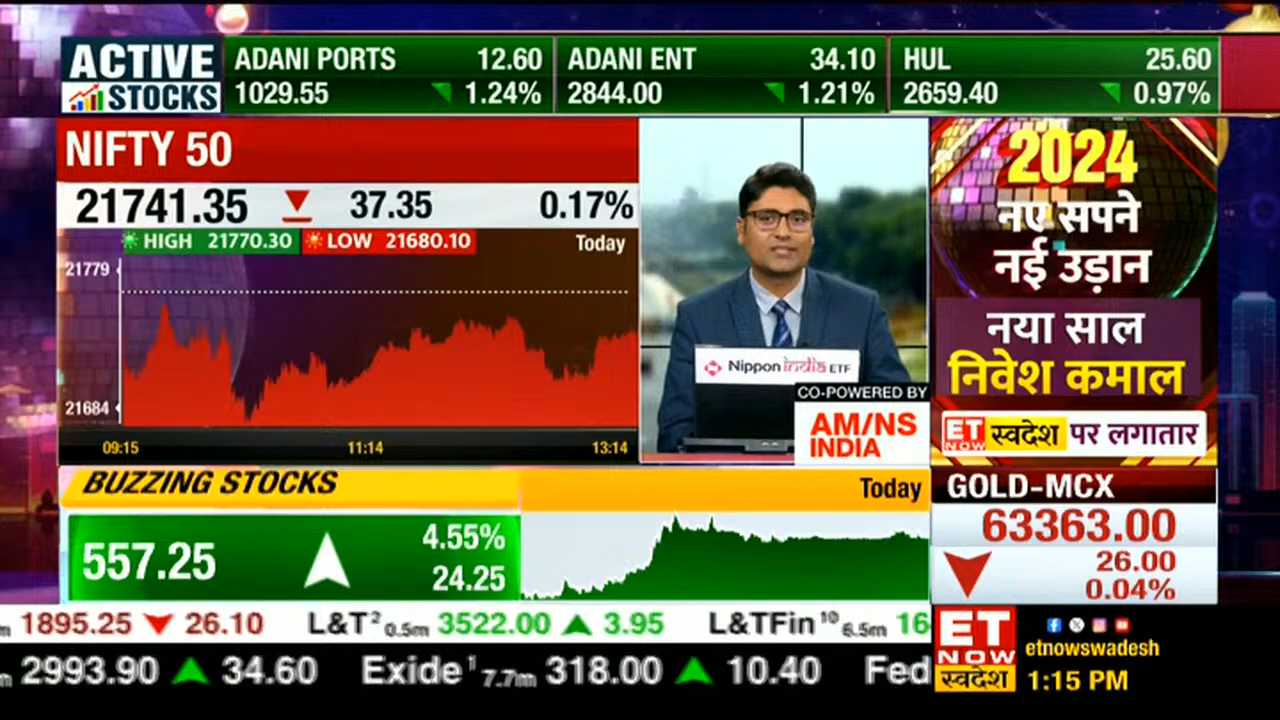 ACTIVE STOCKS
ADANI PORTS 12.60
1029.55 1.24%
ADANI ENT 34.10
2844.00 1.21%
HUL 25.60
2659.40 0.97%
NIFTY 50
21741.35 37.35 0.17%
HIGH 21770.30 LOW 21680.10 Today
21779
21684
09:15 11:14 13:14
Nippon india ETF
CO-POWERED BY
AM/NS
INDIA
2024
नए सपने
नई उड़ान
नया साल
निवेश कमाल
ET NOW स्वदेश पर लगातार
BUZZING STOCKS Today
557.25 4.55%
24.25
GOLD-MCX
63363.00
26.00
0.04%
1895.25 26.10 L&T 2 0.5m 3522.00 3.95 L&TFin 10 6.5m 16
2993.90 34.60 Exide 1 7.7m 318.00 10.40 Fed
ET
NOW
स्वदेश
etnowswadesh
1:15 PM